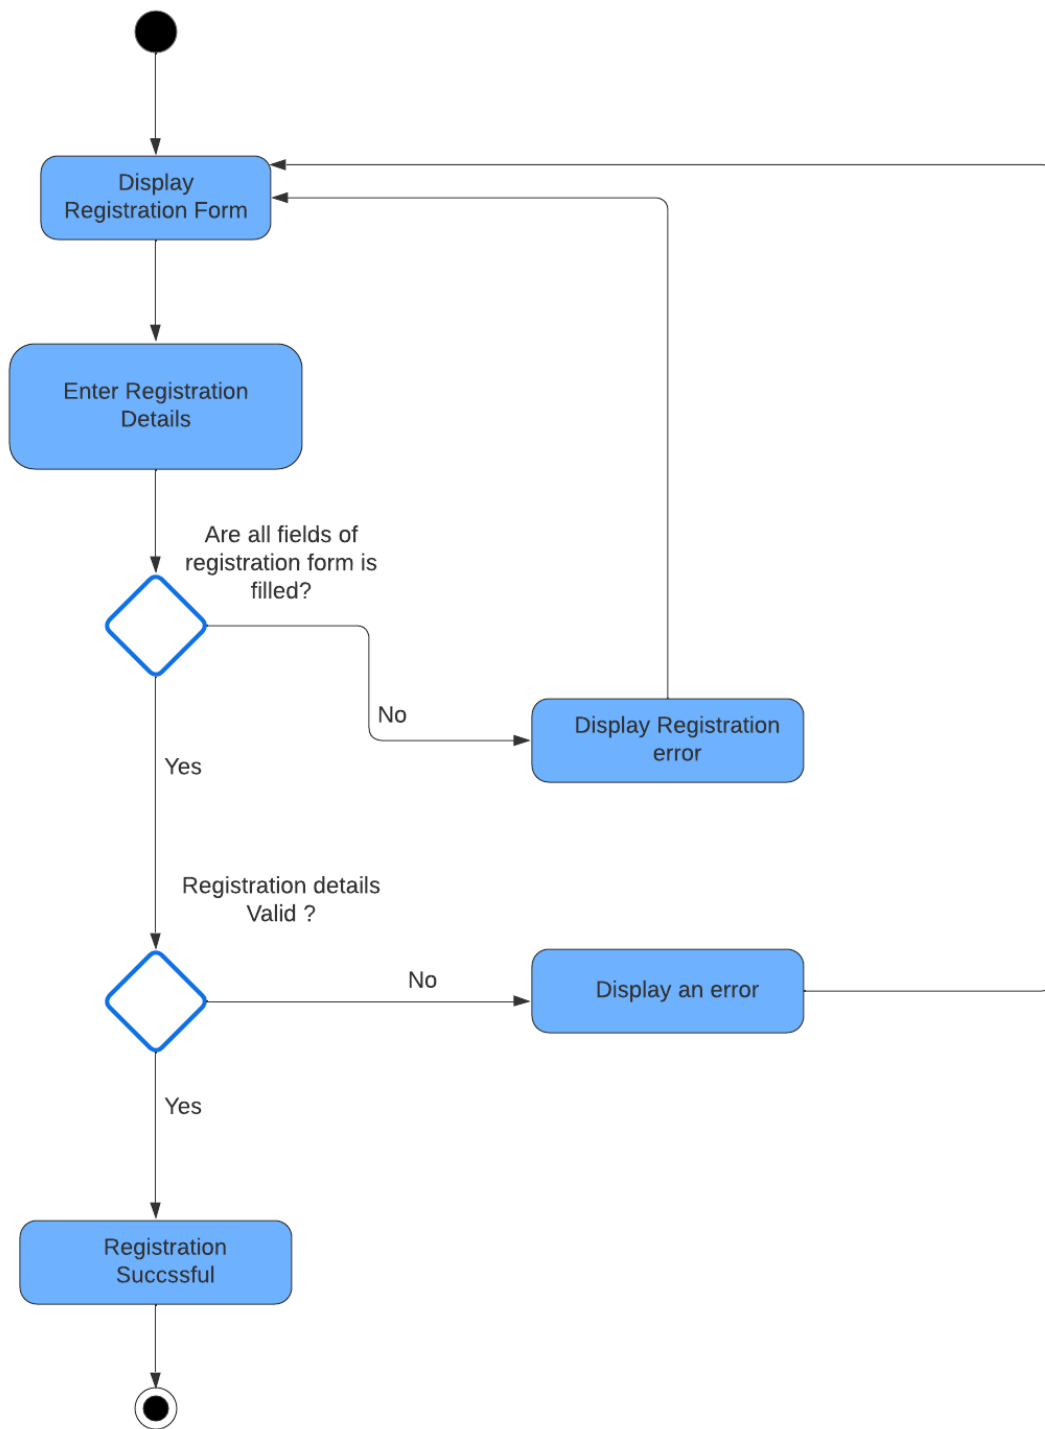 Display
Registration Form
Enter Registration
Details
Are all fields of
registration form is
filled?
No
Display Registration
error
Yes
Registration details
Valid ?
No
Display an error
Yes
Registration
Succssful